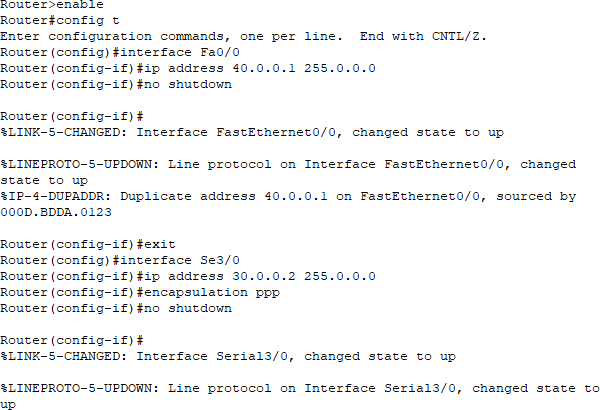 Router>enable
Router#config t
Enter configuration commands, one per line.  End with CNTL/Z.
Router(config)#interface Fa0/0
Router(config-if)#ip address 40.0.0.1 255.0.0.0
Router(config-if)#no shutdown

Router(config-if)#
%LINK-5-CHANGED: Interface FastEthernet0/0, changed state to up

%LINEPROTO-5-UPDOWN: Line protocol on Interface FastEthernet0/0, changed
state to up
%IP-4-DUPADDR: Duplicate address 40.0.0.1 on FastEthernet0/0, sourced by
000D.BDDA.0123

Router(config-if)#exit
Router(config)#interface Se3/0
Router(config-if)#ip address 30.0.0.2 255.0.0.0
Router(config-if)#encapsulation ppp
Router(config-if)#no shutdown

Router(config-if)#
%LINK-5-CHANGED: Interface Serial3/0, changed state to up

%LINEPROTO-5-UPDOWN: Line protocol on Interface Serial3/0, changed state to
up